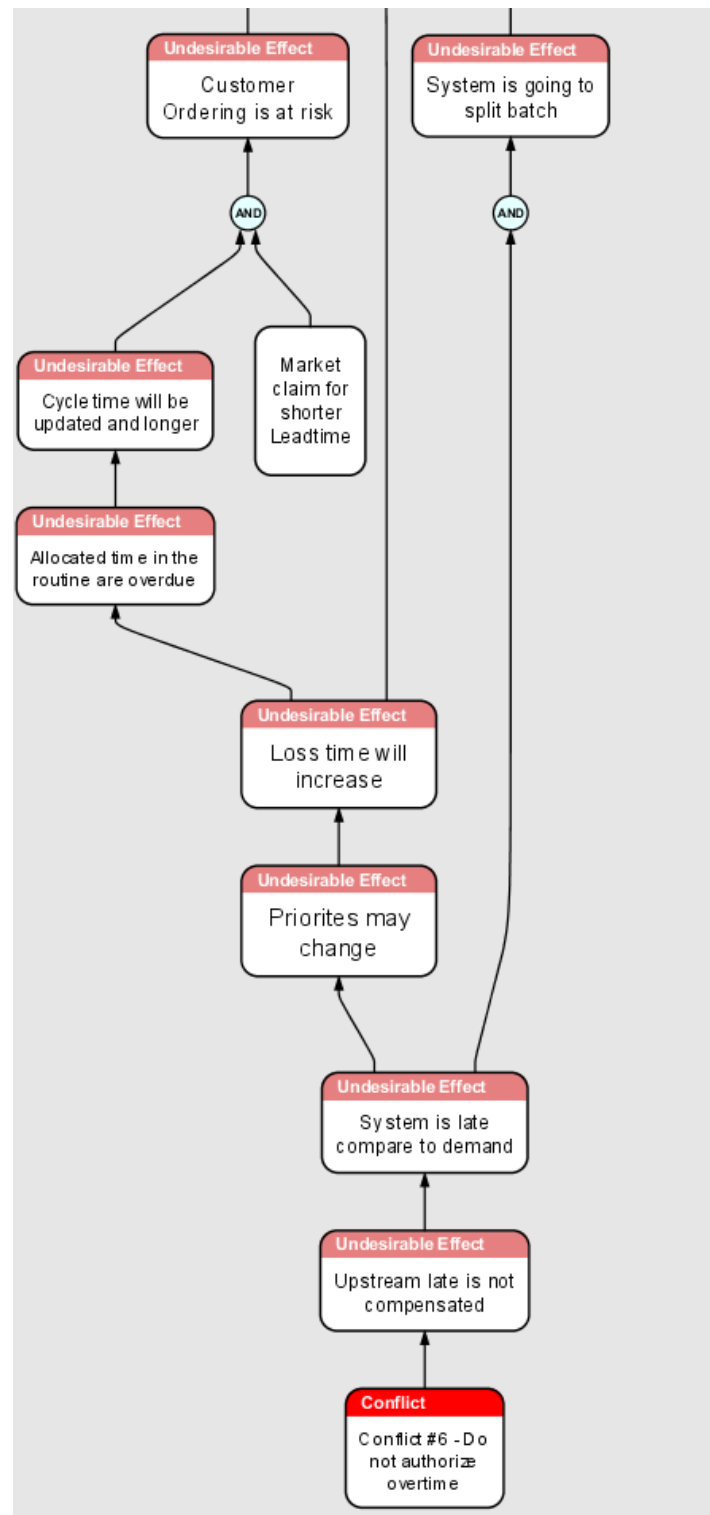 Undesirable Effect
Customer
Ordering is at risk
Undesirable Effect
System is going to
split batch
AND
AND
Undesirable Effect
Cycle time will be
updated and longer
Market
claim for
shorter
Leadtime
Undesirable Effect
Allocated time in the
routine are overdue
Undesirable Effect
Loss time will
increase
Undesirable Effect
Priorites may
change
Undesirable Effect
System is late
compare to demand
Undesirable Effect
Upstream late is not
compensated
Conflict
Conflict #6 - Do
not authorize
overtime